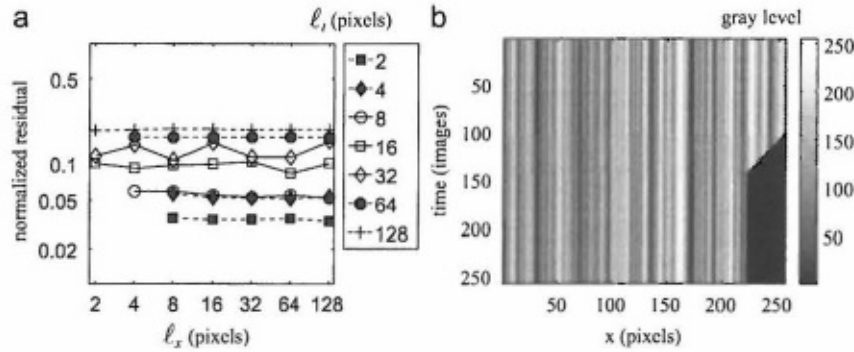 a
ℓt (pixels)
normalized residual
0.5
0.1
0.05
0.02
2 4 8 16 32 64 128
ℓx (pixels)
2
4
8
16
32
64
128
b
gray level
time (images)
50
100
150
200
250
50 100 150 200 250
x (pixels)
250
200
150
100
50